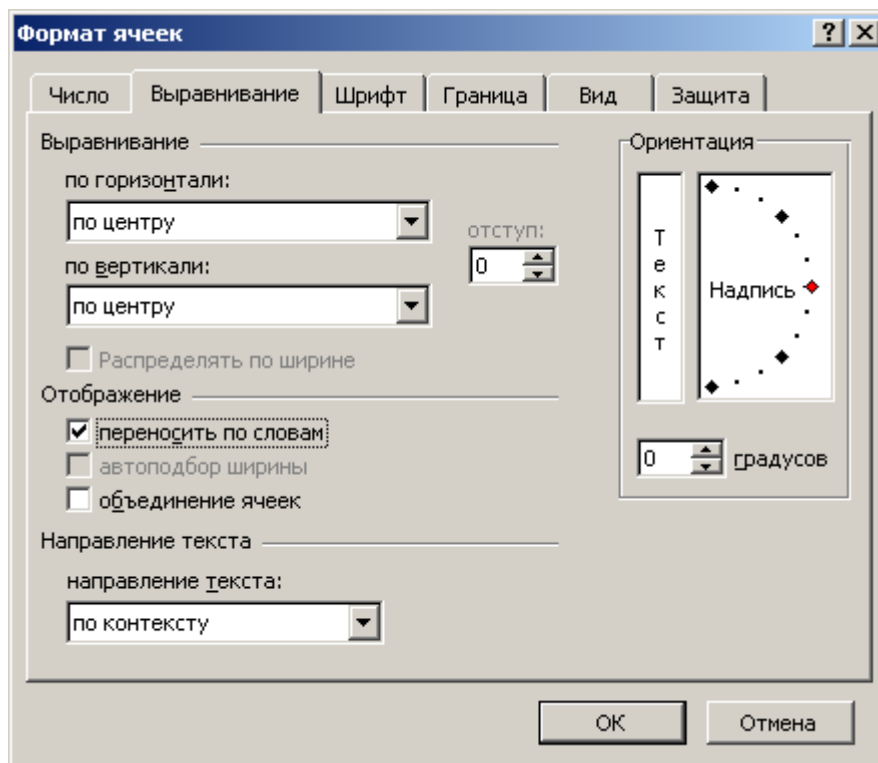 Формат ячеек
Число Выравнивание Шрифт Граница Вид Защита
Выравнивание
по горизонтали:
по центру
отступ:
0
по вертикали:
по центру
Распределять по ширине
Отображение
переносить по словам
автоподбор ширины
объединение ячеек
Направление текста
направление текста:
по контексту
Ориентация
Текст
Надпись
0 градусов
ОК Отмена